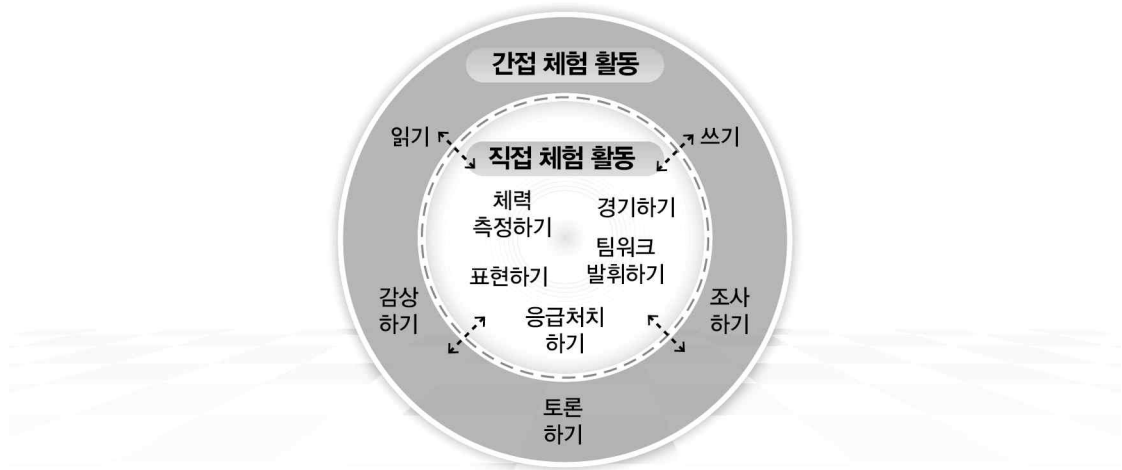 간접 체험 활동
읽기
쓰기
직접 체험 활동
체력
측정하기
경기하기
팀워크
발휘하기
표현하기
응급처치
하기
감상
하기
조사
하기
토론
하기